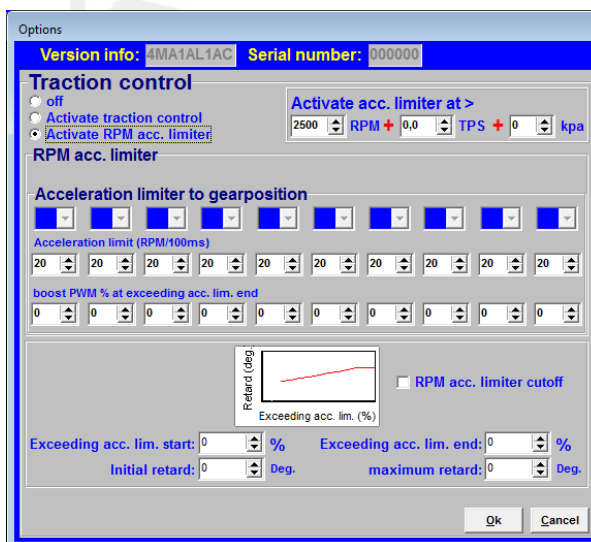 Options
Version info: 4MA1AL1AC Serial number: 000000
Traction control
off
Activate traction control
Activate RPM acc. limiter
Activate acc. limiter at >
2500 RPM + 0,0 TPS + 0 kpa
RPM acc. limiter
Acceleration limiter to gearposition
Acceleration limit (RPM/100ms)
20 20 20 20 20 20 20 20 20 20
boost PWM % at exceeding acc. lim. end
0 0 0 0 0 0 0 0 0 0
Retard (deg.
Exceeding acc. lim. (%)
RPM acc. limiter cutoff
Exceeding acc. lim. start: 0 % Exceeding acc. lim. end: 0 %
Initial retard: 0 Deg. maximum retard: 0 Deg.
Ok Cancel